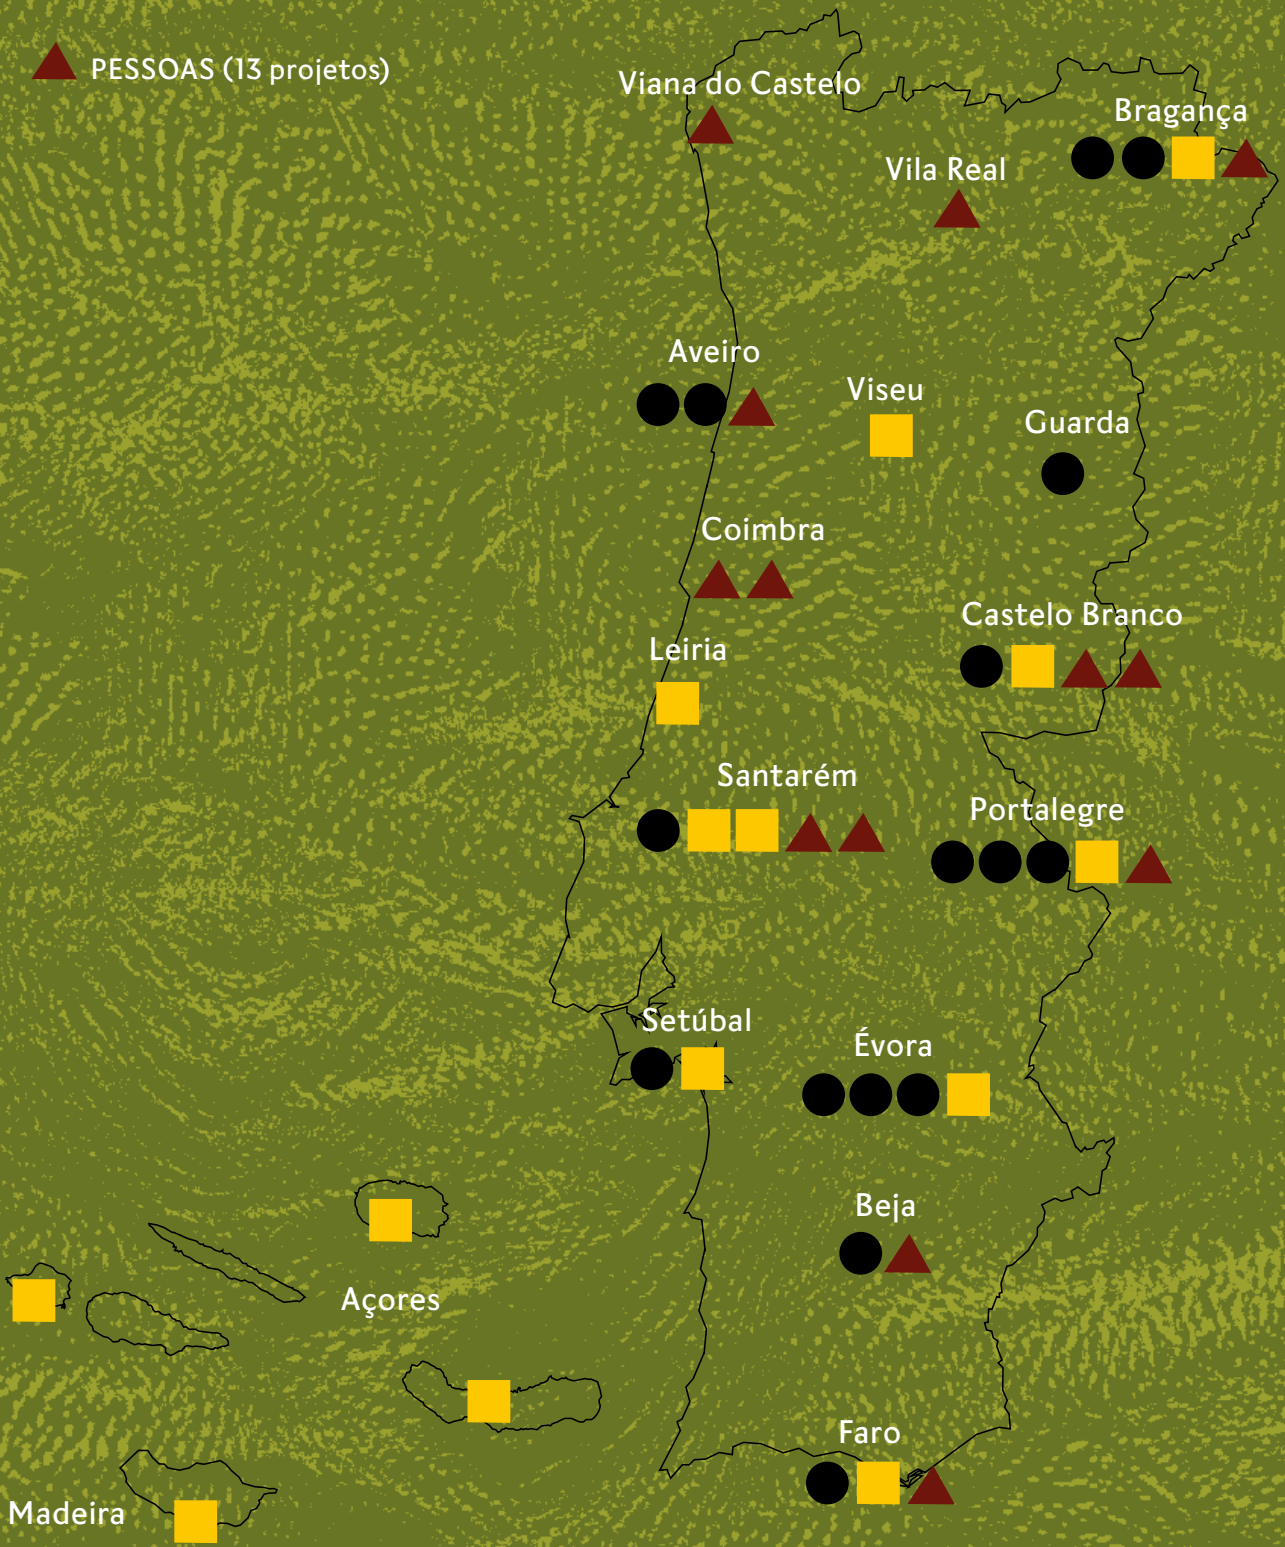 PESSOAS (13 projetos)
Viana do Castelo
Bragança
Vila Real
Aveiro
Viseu
Guarda
Coimbra
Castelo Branco
Leiria
Santarém
Portalegre
Setúbal
Évora
Beja
Açores
Faro
Madeira